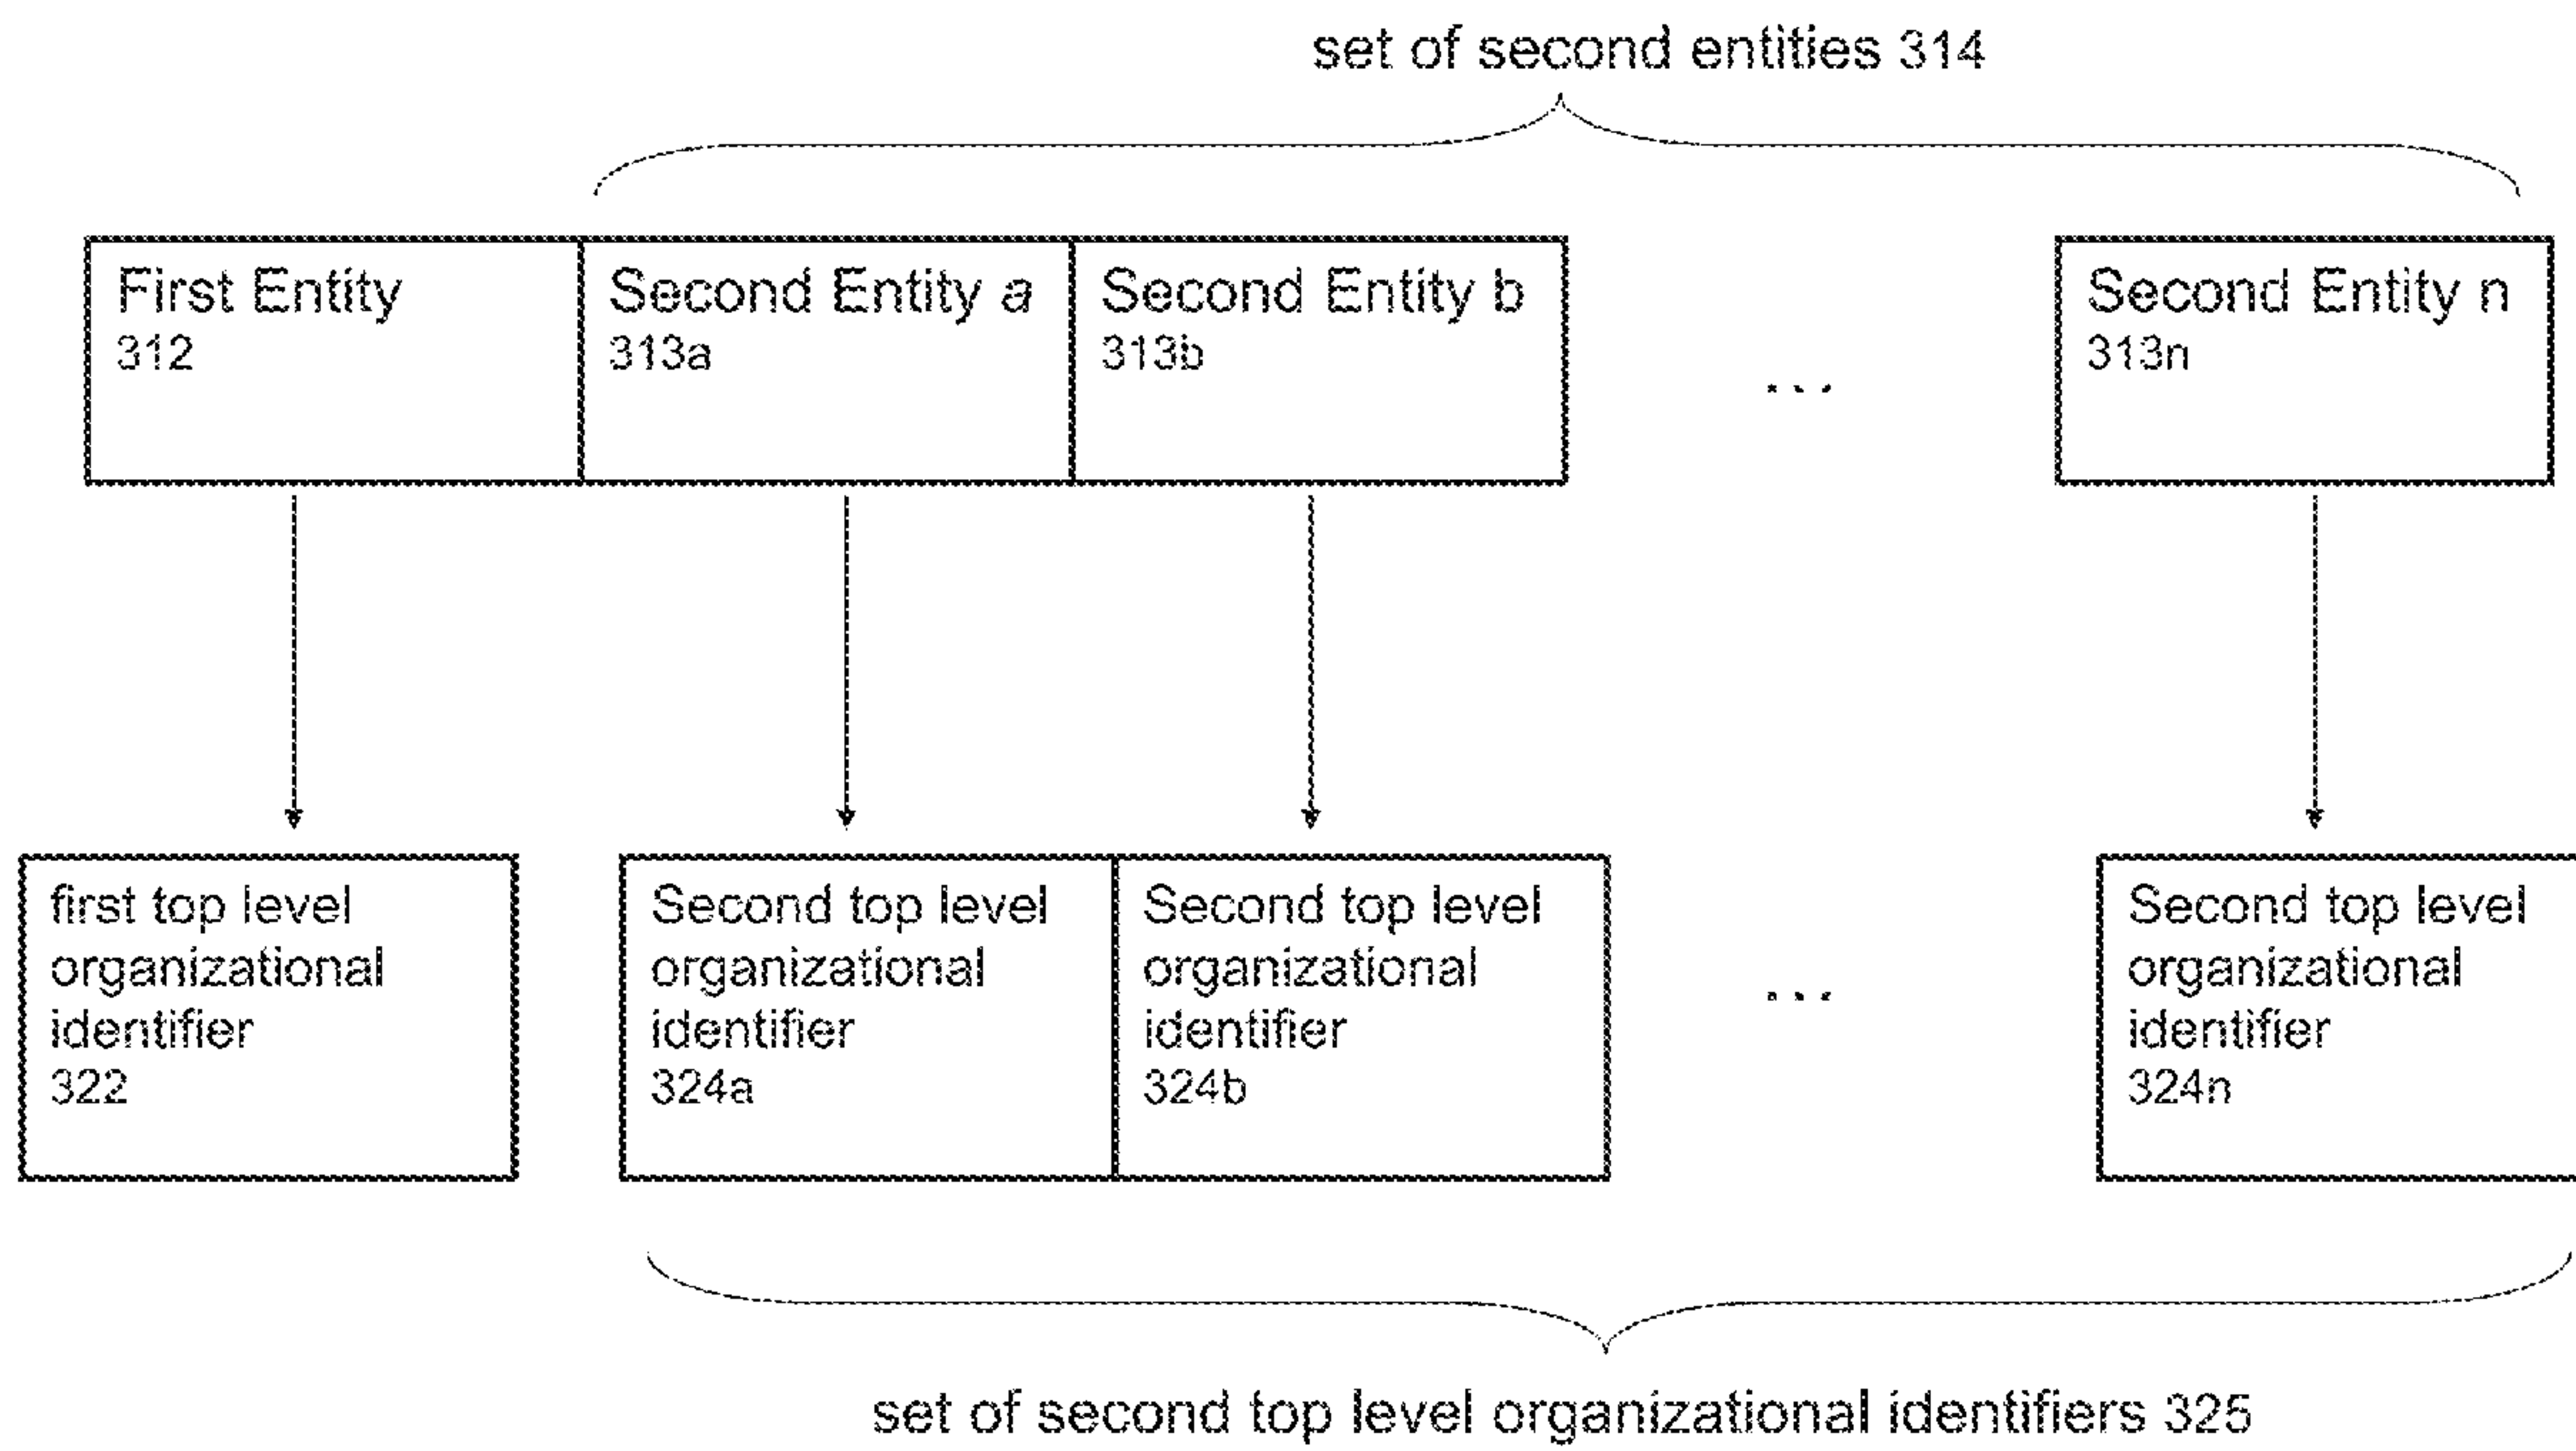 set of second entities 314
First Entity
312
Second Entity a
313a
Second Entity b
313b
...
Second Entity n
313n
first top level
organizational
identifier
322
Second top level
organizational
identifier
324a
Second top level
organizational
identifier
324b
...
Second top level
organizational
identifier
324n
set of second top level organizational identifiers 325